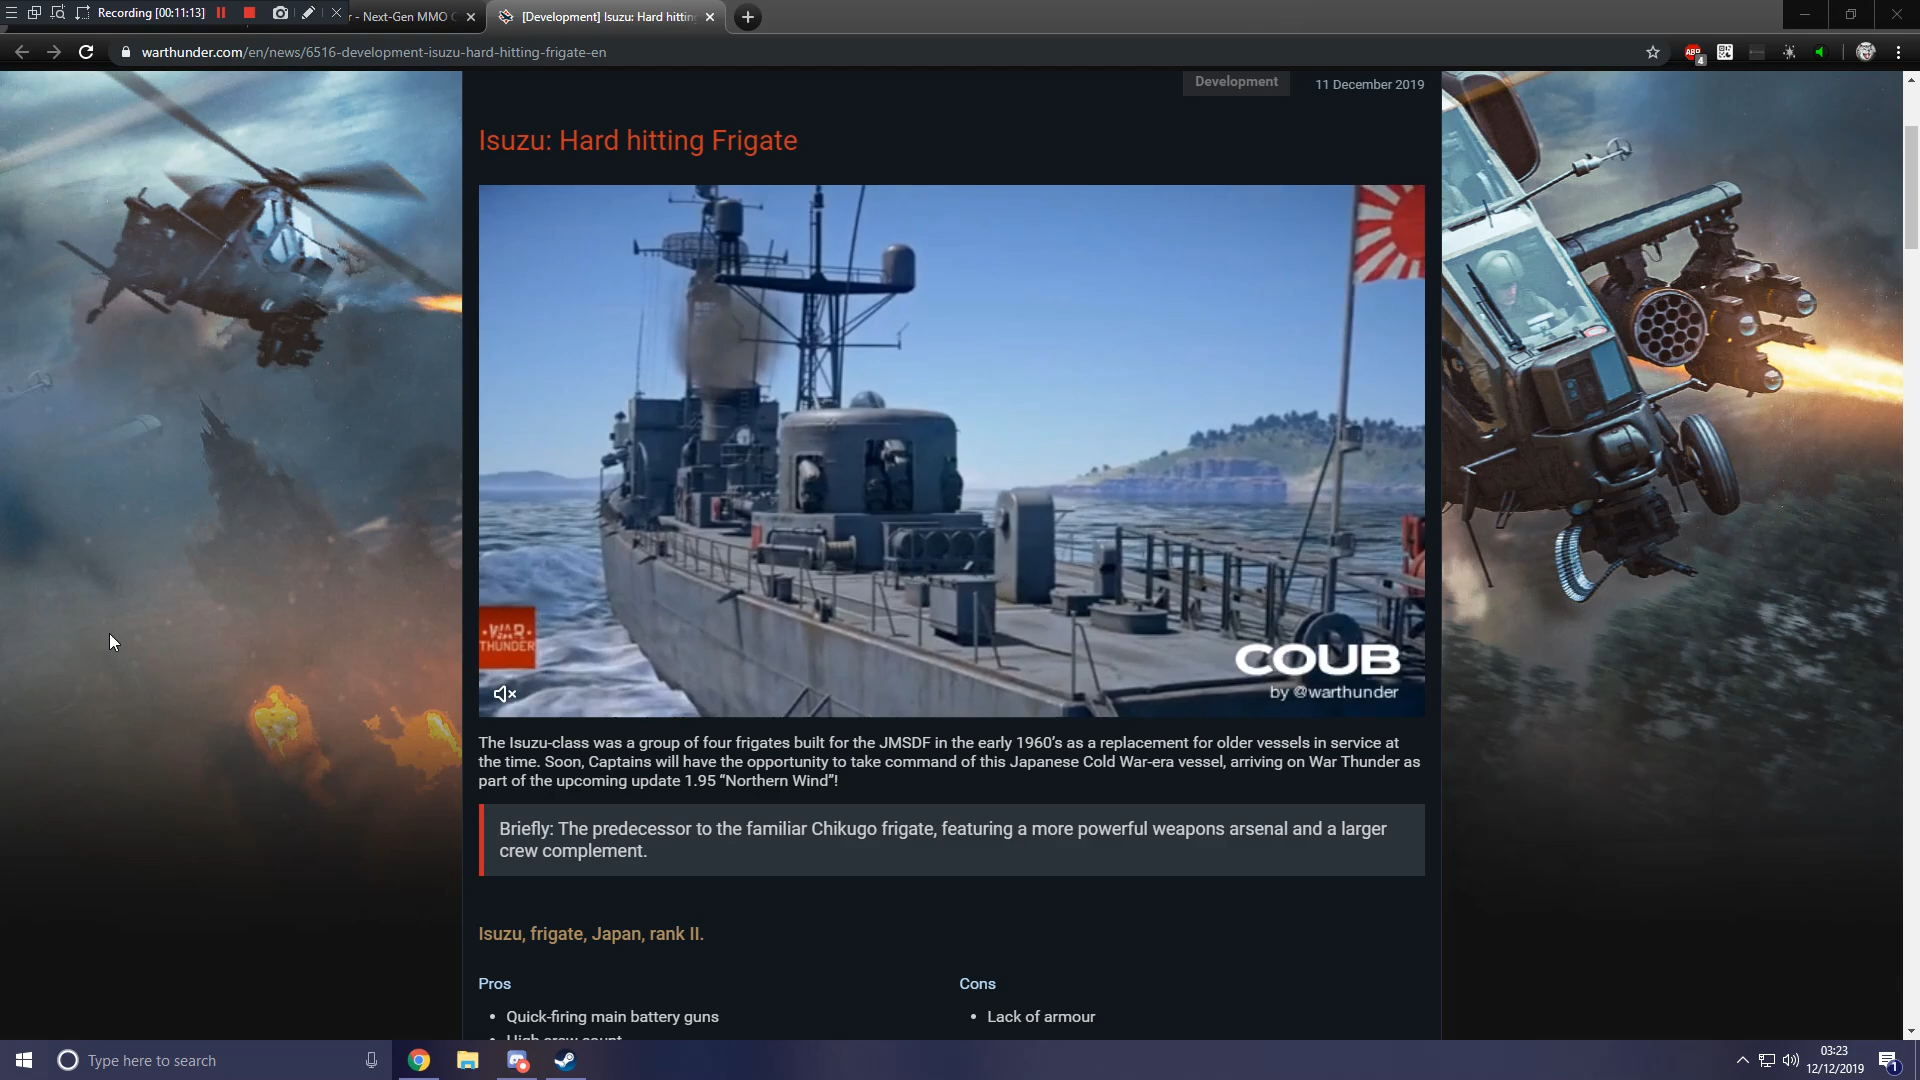 Recording [00:11:13]
r - Next-Gen MMO C
[Development] Isuzu: Hard hittin
warthunder.com/en/news/6516-development-isuzu-hard-hitting-frigate-en
ABP
4
Development
11 December 2019
Isuzu: Hard hitting Frigate
WAR
THUNDER
COUB
by @warthunder
The Isuzu-class was a group of four frigates built for the JMSDF in the early 1960's as a replacement for older vessels in service at
the time. Soon, Captains will have the opportunity to take command of this Japanese Cold War-era vessel, arriving on War Thunder as
part of the upcoming update 1.95 “Northern Wind”!
Briefly: The predecessor to the familiar Chikugo frigate, featuring a more powerful weapons arsenal and a larger
crew complement.
Isuzu, frigate, Japan, rank II.
Pros
Cons
• Quick-firing main battery guns
• Lack of armour
• High crew count
Type here to search
03:23
12/12/2019
1